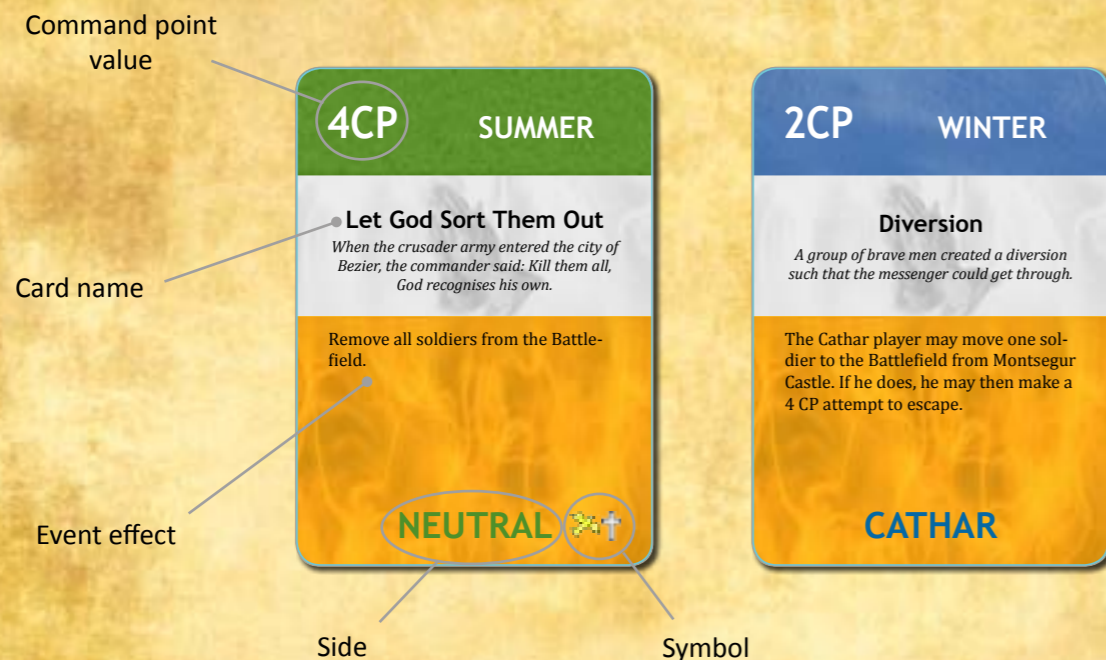 Command point
value
4CP
SUMMER
Let God Sort Them Out
When the crusader army entered the city of
Bezier, the commander said: Kill them all,
God recognises his own.
Remove all soldiers from the Battle-
field.
NEUTRAL
Card name
Event effect
Side
Symbol
2CP
WINTER
Diversion
A group of brave men created a diversion
such that the messenger could get through.
The Cathar player may move one sol-
dier to the Battlefield from Montsegur
Castle. If he does, he may then make a
4 CP attempt to escape.
CATHAR